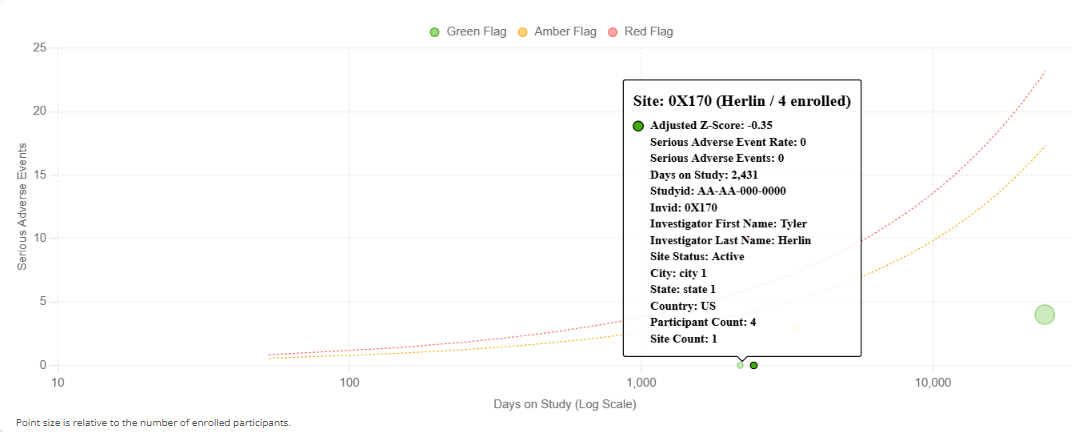 Green Flag Amber Flag Red Flag
25
20
15
10
5
0
Serious Adverse Events
Site: 0X170 (Herlin / 4 enrolled)
Adjusted Z-Score: -0.35
Serious Adverse Event Rate: 0
Serious Adverse Events: 0
Days on Study: 2,431
Studyid: AA-AA-000-0000
Invid: 0X170
Investigator First Name: Tyler
Investigator Last Name: Herlin
Site Status: Active
City: city 1
State: state 1
Country: US
Participant Count: 4
Site Count: 1
10 100 1,000 10,000
Days on Study (Log Scale)
Point size is relative to the number of enrolled participants.